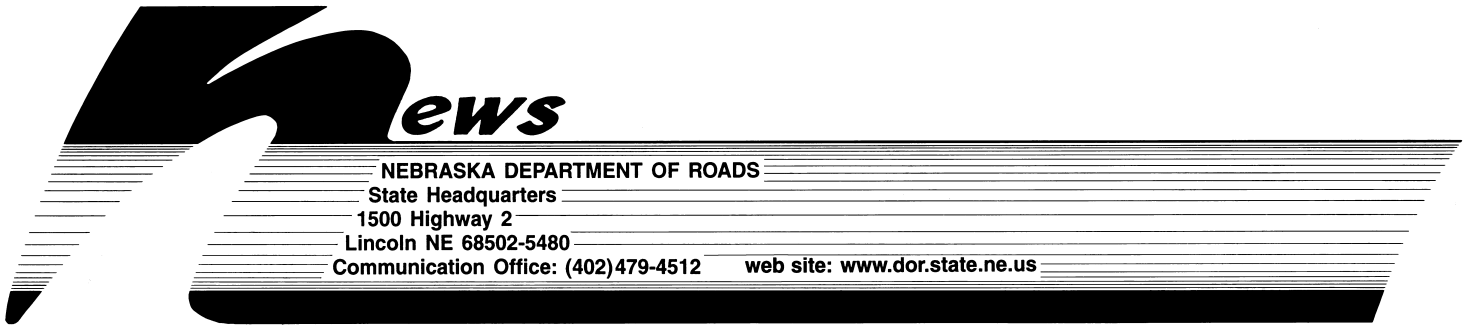 news
NEBRASKA DEPARTMENT OF ROADS
State Headquarters
1500 Highway 2
Lincoln NE 68502-5480
Communication Office: (402)479-4512 web site: www.dor.state.ne.us